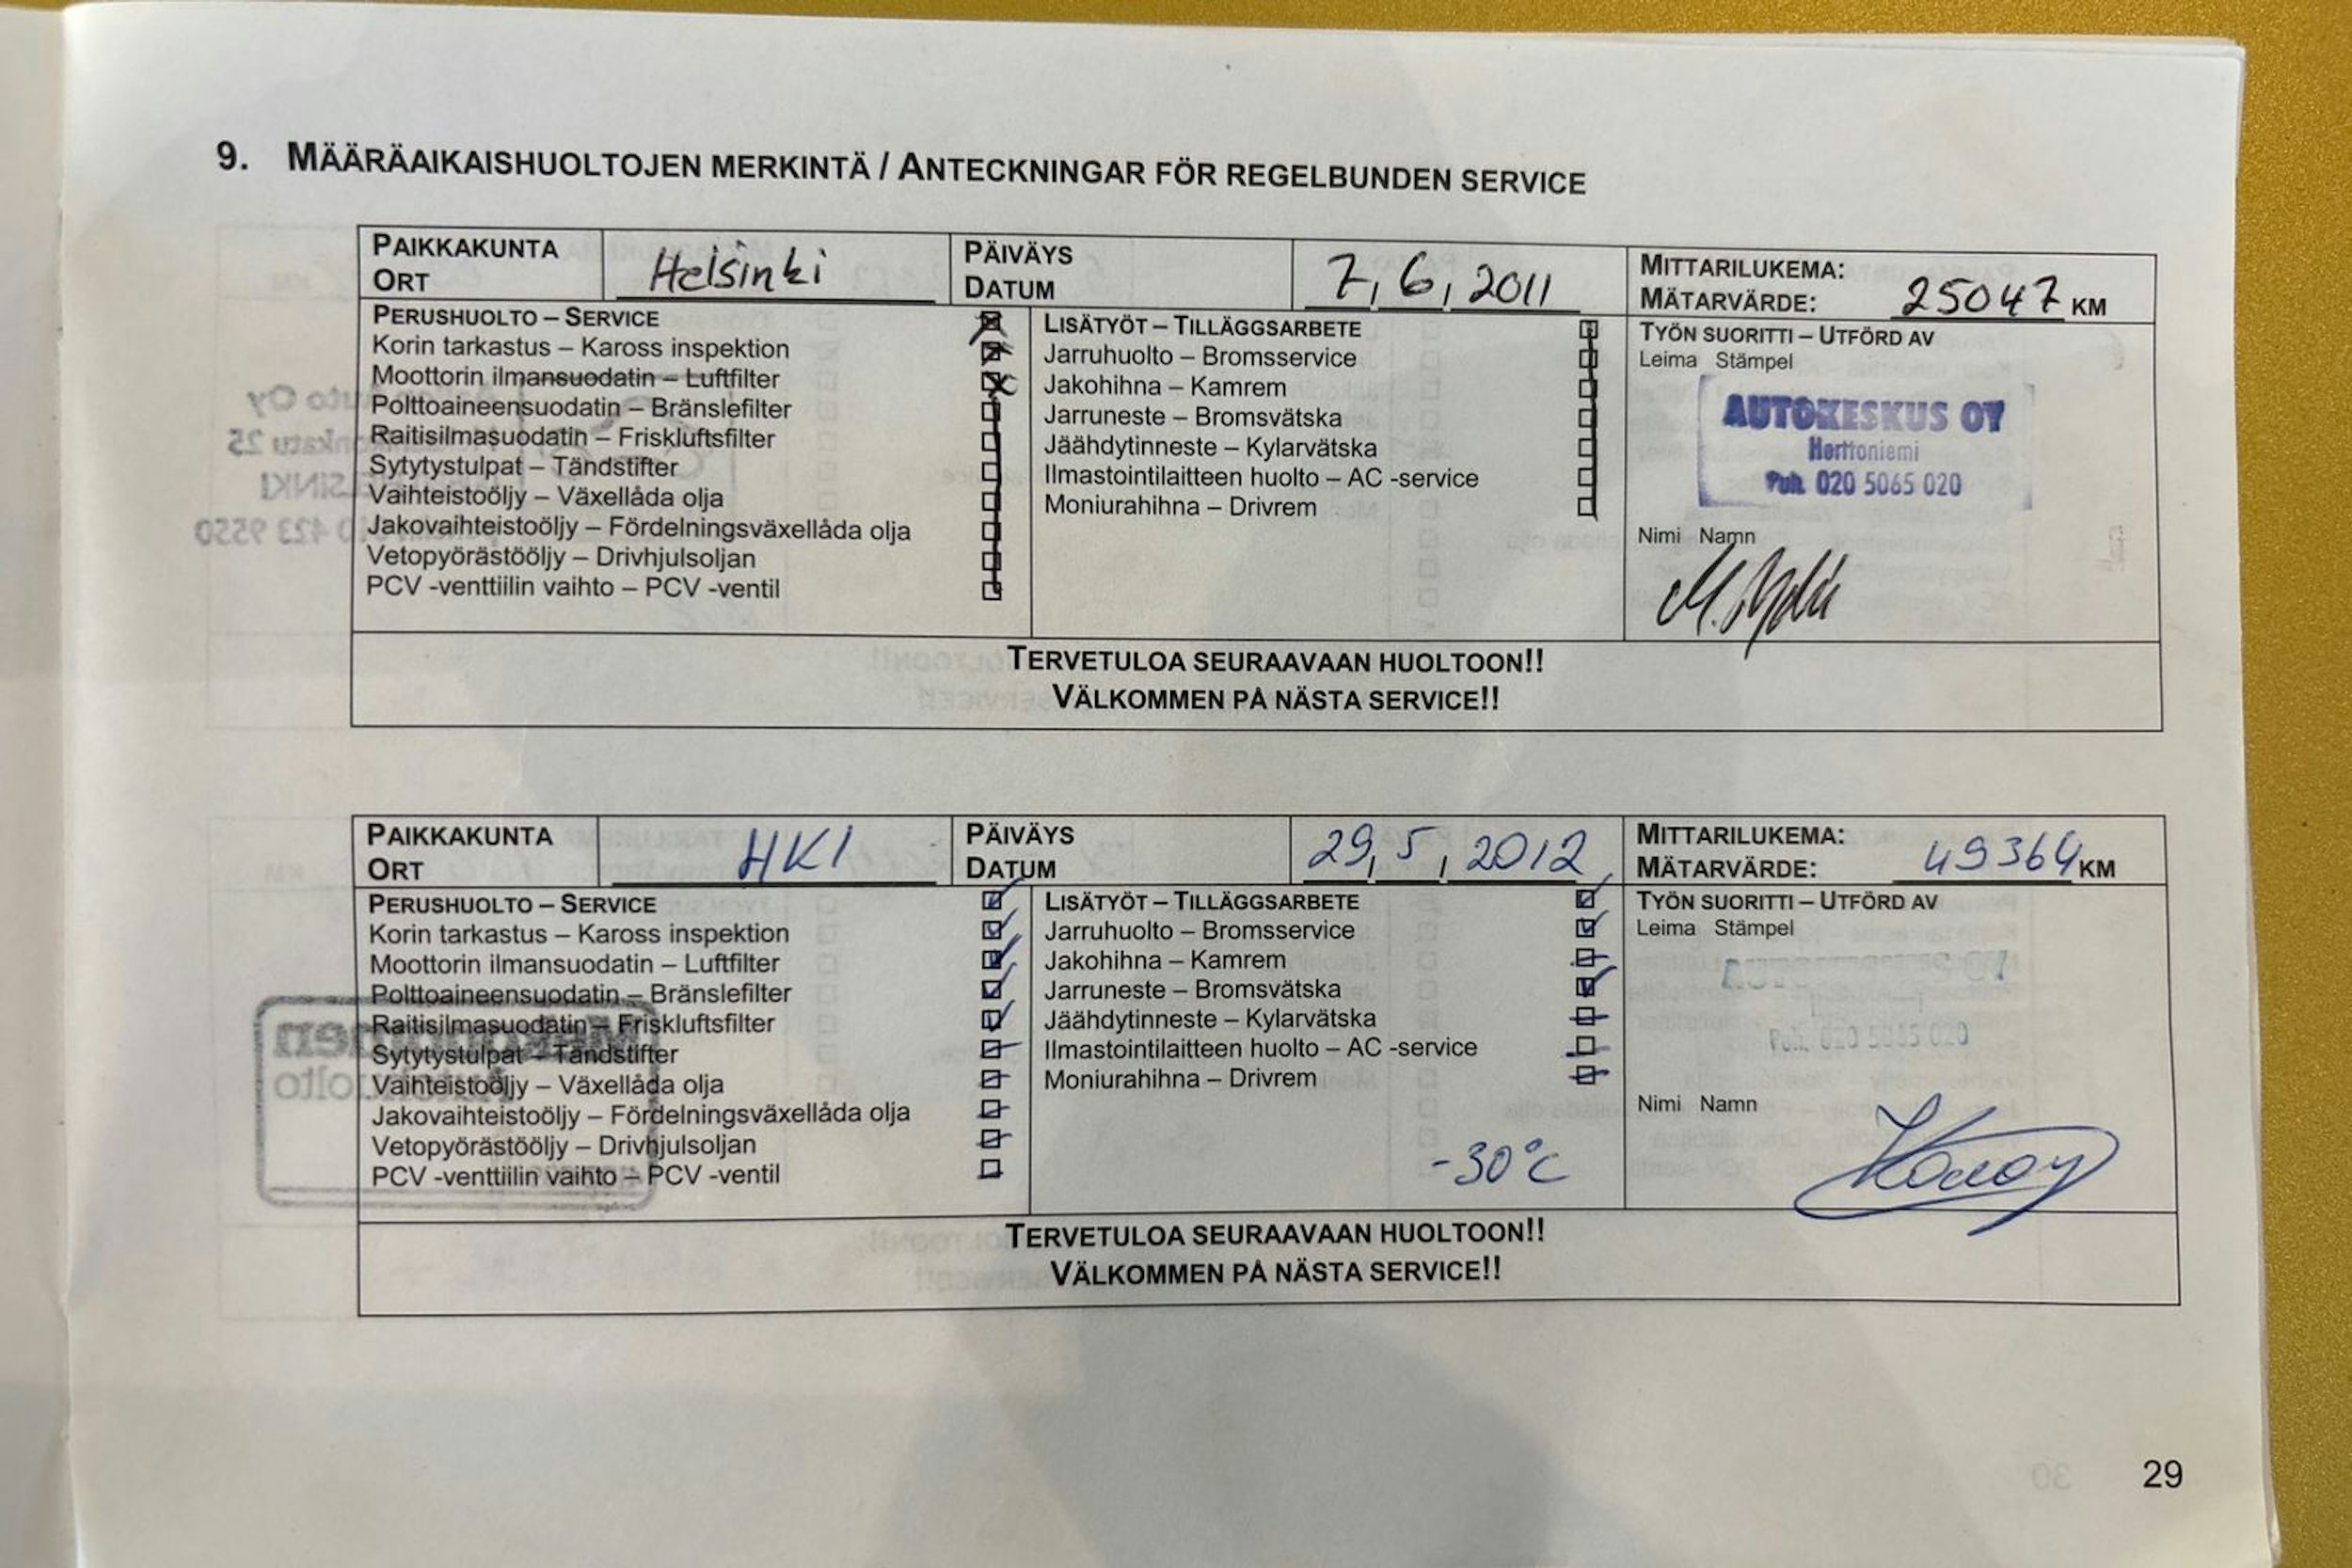 9. MÄÄRÄAIKAISHUOLTOJEN MERKINTÄ / ANTECKNINGAR FÖR REGELBUNDEN SERVICE
PAIKKAKUNTA
ORT
Helsinki
PÄIVÄYS
DATUM
7, 6, 2011
MITTARILUKEMA:
MÄTARVÄRDE: 25047 KM
PERUSHUOLTO – SERVICE
Korin tarkastus – Kaross inspektion
Moottorin ilmansuodatin – Luftfilter
Polttoaineensuodatin – Bränslefilter
Raitisilmasuodatin – Friskluftsfilter
Sytytystulpat – Tändstifter
Vaihteistoöljy – Växellåda olja
Jakovaihteistoöljy – Fördelningsväxellåda olja
Vetopyörästööljy – Drivhjulsoljan
PCV -venttiilin vaihto – PCV -ventil
LISÄTYÖT – TILLÄGGSARBETE
Jarruhuolto – Bromsservice
Jakohihna – Kamrem
Jarruneste – Bromsvätska
Jäähdytinneste – Kylarvätska
Ilmastointilaitteen huolto – AC -service
Moniurahihna – Drivrem
TYÖN SUORITTI – UTFÖRD AV
Leima Stämpel
AUTOKESKUS OY
Herttoniemi
Puh. 020 5065 020
Nimi Namn
TERVETULOA SEURAAVAAN HUOLTOON!!
VÄLKOMMEN PÅ NÄSTA SERVICE!!
PAIKKAKUNTA
ORT
HKI
PÄIVÄYS
DATUM
29, 5, 2012
MITTARILUKEMA:
MÄTARVÄRDE: 49364 KM
PERUSHUOLTO – SERVICE
Korin tarkastus – Kaross inspektion
Moottorin ilmansuodatin – Luftfilter
Polttoaineensuodatin – Bränslefilter
Raitisilmasuodatin – Friskluftsfilter
Sytytystulpat – Tändstifter
Vaihteistoöljy – Växellåda olja
Jakovaihteistoöljy – Fördelningsväxellåda olja
Vetopyörästööljy – Drivhjulsoljan
PCV -venttiilin vaihto – PCV -ventil
LISÄTYÖT – TILLÄGGSARBETE
Jarruhuolto – Bromsservice
Jakohihna – Kamrem
Jarruneste – Bromsvätska
Jäähdytinneste – Kylarvätska
Ilmastointilaitteen huolto – AC -service
Moniurahihna – Drivrem
-30°C
TYÖN SUORITTI – UTFÖRD AV
Leima Stämpel
Nimi Namn
TERVETULOA SEURAAVAAN HUOLTOON!!
VÄLKOMMEN PÅ NÄSTA SERVICE!!
29